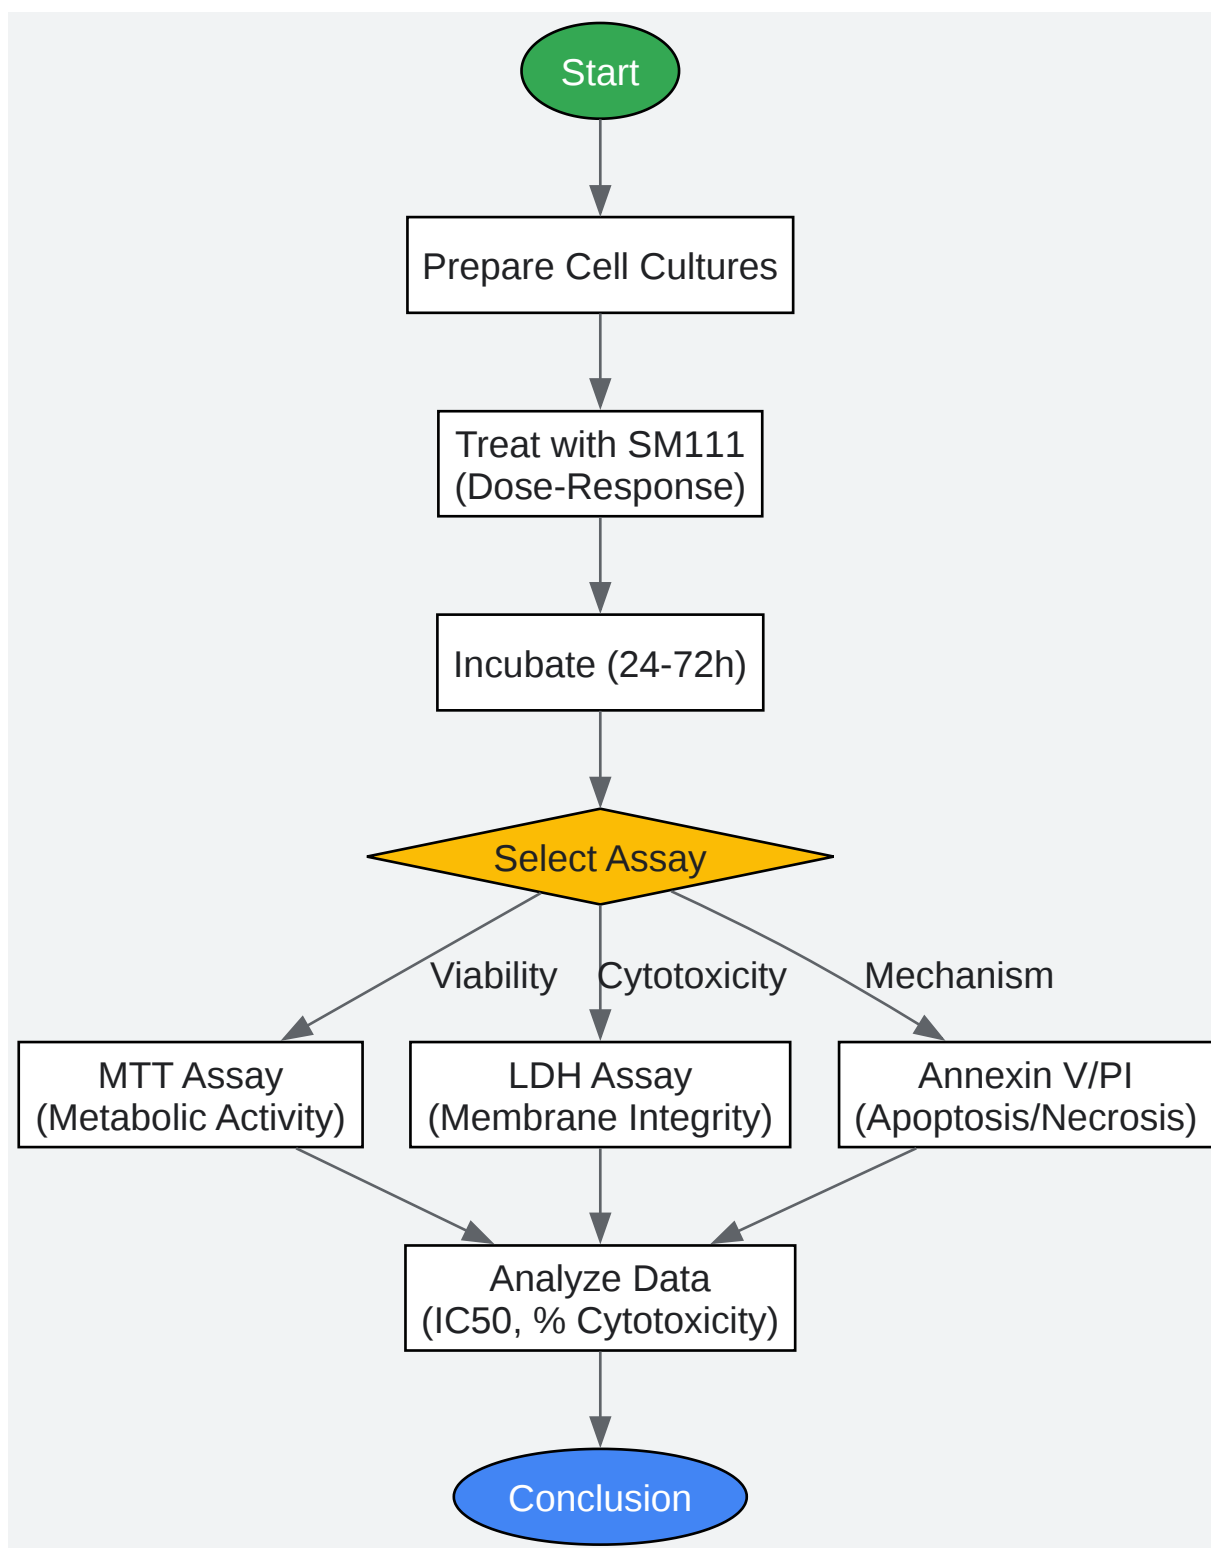 Start
Prepare Cell Cultures
Treat with SM111
(Dose-Response)
Incubate (24-72h)
Select Assay
Viability
Cytotoxicity
Mechanism
MTT Assay
(Metabolic Activity)
LDH Assay
(Membrane Integrity)
Annexin V/PI
(Apoptosis/Necrosis)
Analyze Data
(IC50, % Cytotoxicity)
Conclusion